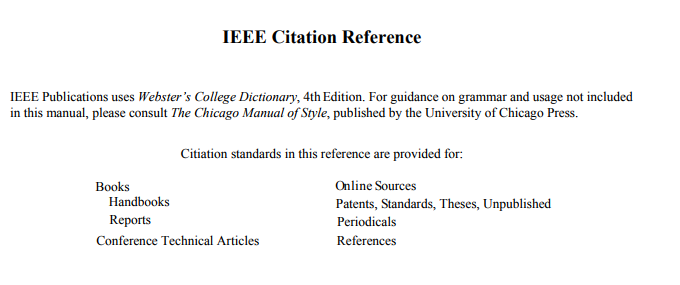 IEEE Citation Reference
IEEE Publications uses Webster's College Dictionary, 4th Edition. For guidance on grammar and usage not included
in this manual, please consult The Chicago Manual of Style, published by the University of Chicago Press.
Citiation standards in this reference are provided for:
Books
Handbooks
Reports
Conference Technical Articles
Online Sources
Patents, Standards, Theses, Unpublished
Periodicals
References